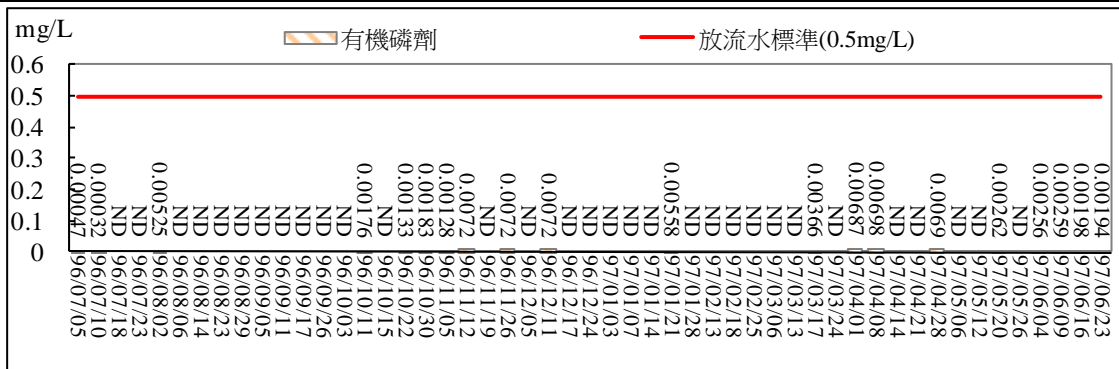 mg/L
有機磷劑
放流水標準(0.5mg/L)
0.6
0.5
0.4
0.3
0.2
0.1
0
0.00047
0.00032
ND
ND
0.00525
ND
ND
ND
ND
ND
ND
ND
ND
ND
0.00176
ND
0.00133
0.00183
0.00128
0.0072
ND
0.0072
ND
0.0072
ND
ND
ND
ND
ND
0.00558
ND
ND
ND
ND
ND
ND
0.00366
ND
0.00687
0.00698
ND
ND
0.0069
ND
ND
0.00262
ND
0.00256
0.00259
0.00198
0.00194
96/07/05
96/07/10
96/07/18
96/07/23
96/08/02
96/08/06
96/08/14
96/08/23
96/08/29
96/09/05
96/09/11
96/09/17
96/09/26
96/10/03
96/10/11
96/10/15
96/10/22
96/10/30
96/11/05
96/11/12
96/11/19
96/11/26
96/12/05
96/12/11
96/12/17
96/12/24
97/01/03
97/01/07
97/01/14
97/01/21
97/01/28
97/02/13
97/02/18
97/02/25
97/03/06
97/03/13
97/03/17
97/03/24
97/04/01
97/04/08
97/04/14
97/04/21
97/04/28
97/05/06
97/05/12
97/05/20
97/05/26
97/06/04
97/06/09
97/06/16
97/06/23